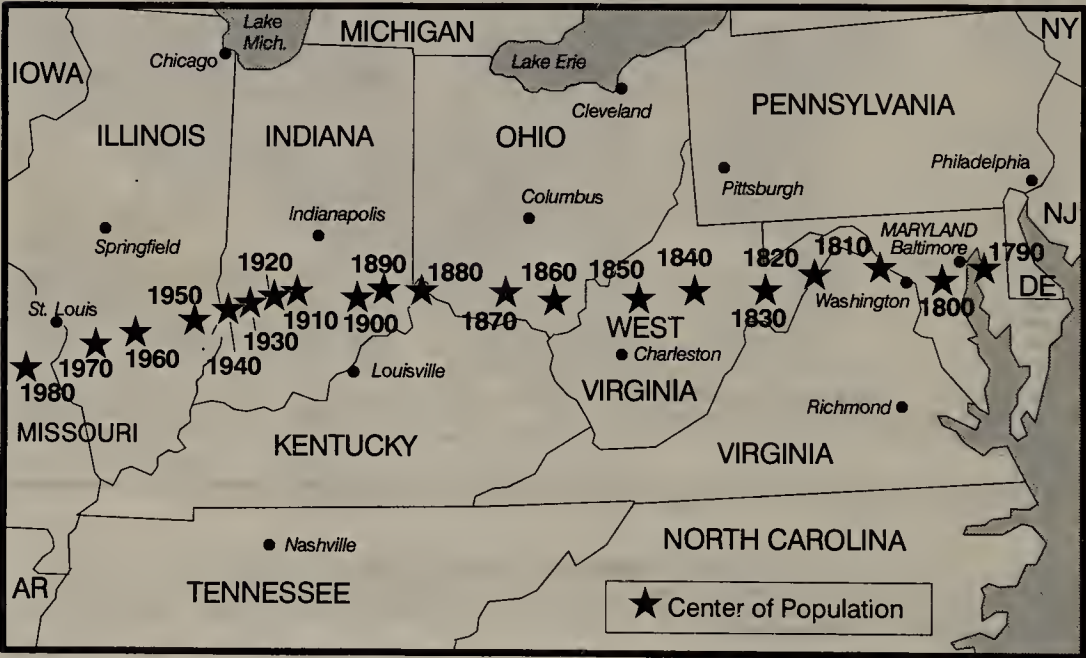 Lake
Mich.
MICHIGAN
NY
IOWA
Chicago
Lake Erie
Cleveland
PENNSYLVANIA
ILLINOIS
INDIANA
OHIO
Philadelphia
Pittsburgh
Columbus
Indianapolis
NJ
Springfield
MARYLAND
Baltimore
1920
1890
1880
1860
1850
1840
1820
1810
1790
DE
1950
St. Louis
1910
1900
1870
1830
Washington
1800
WEST
VIRGINIA
1930
1940
1960
1970
1980
Charleston
Louisville
Richmond
MISSOURI
KENTUCKY
VIRGINIA
Nashville
NORTH CAROLINA
AR
TENNESSEE
Center of Population